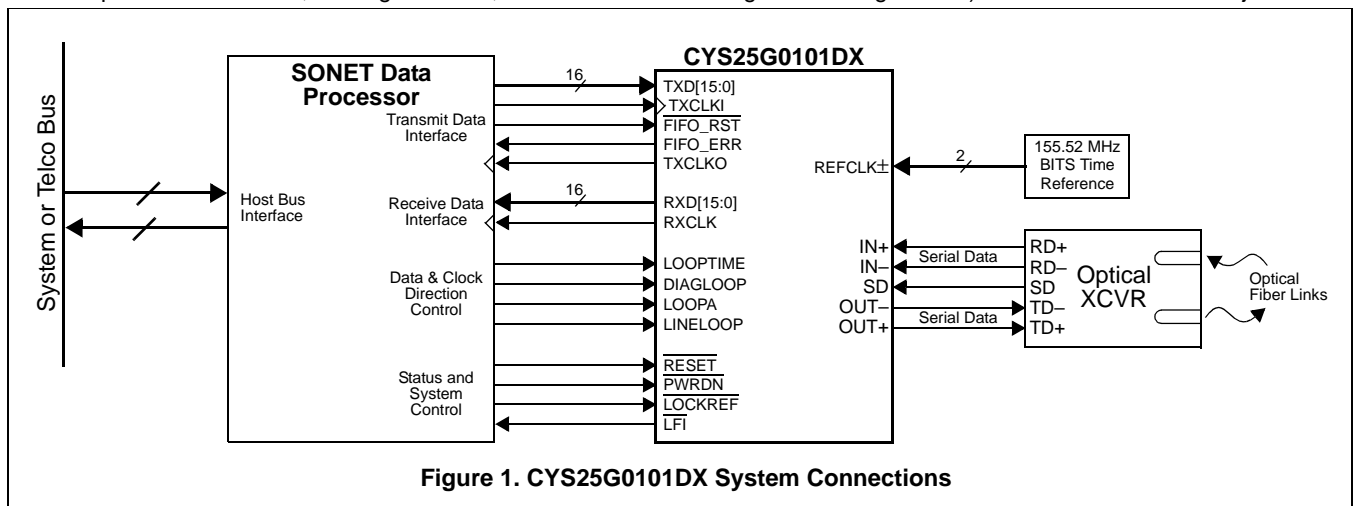 CYS25G0101DX
System or Telco Bus
SONET Data
Processor
Host Bus
Interface
Transmit Data
Interface
Receive Data
Interface
Data & Clock
Direction
Control
Status and
System
Control
16
16
TXD[15:0]
TXCLKI
FIFO_RST
FIFO_ERR
TXCLKO
RXD[15:0]
RXCLK
LOOPTIME
DIAGLOOP
LOOPA
LINELOOP
RESET
PWRDN
LOCKREF
LFI
REFCLK±
2
155.52 MHz
BITS Time
Reference
IN+
IN–
SD
OUT–
OUT+
Serial Data
Serial Data
RD+
RD–
SD
TD–
TD+
Optical
XCVR
Optical
Fiber Links
Figure 1. CYS25G0101DX System Connections